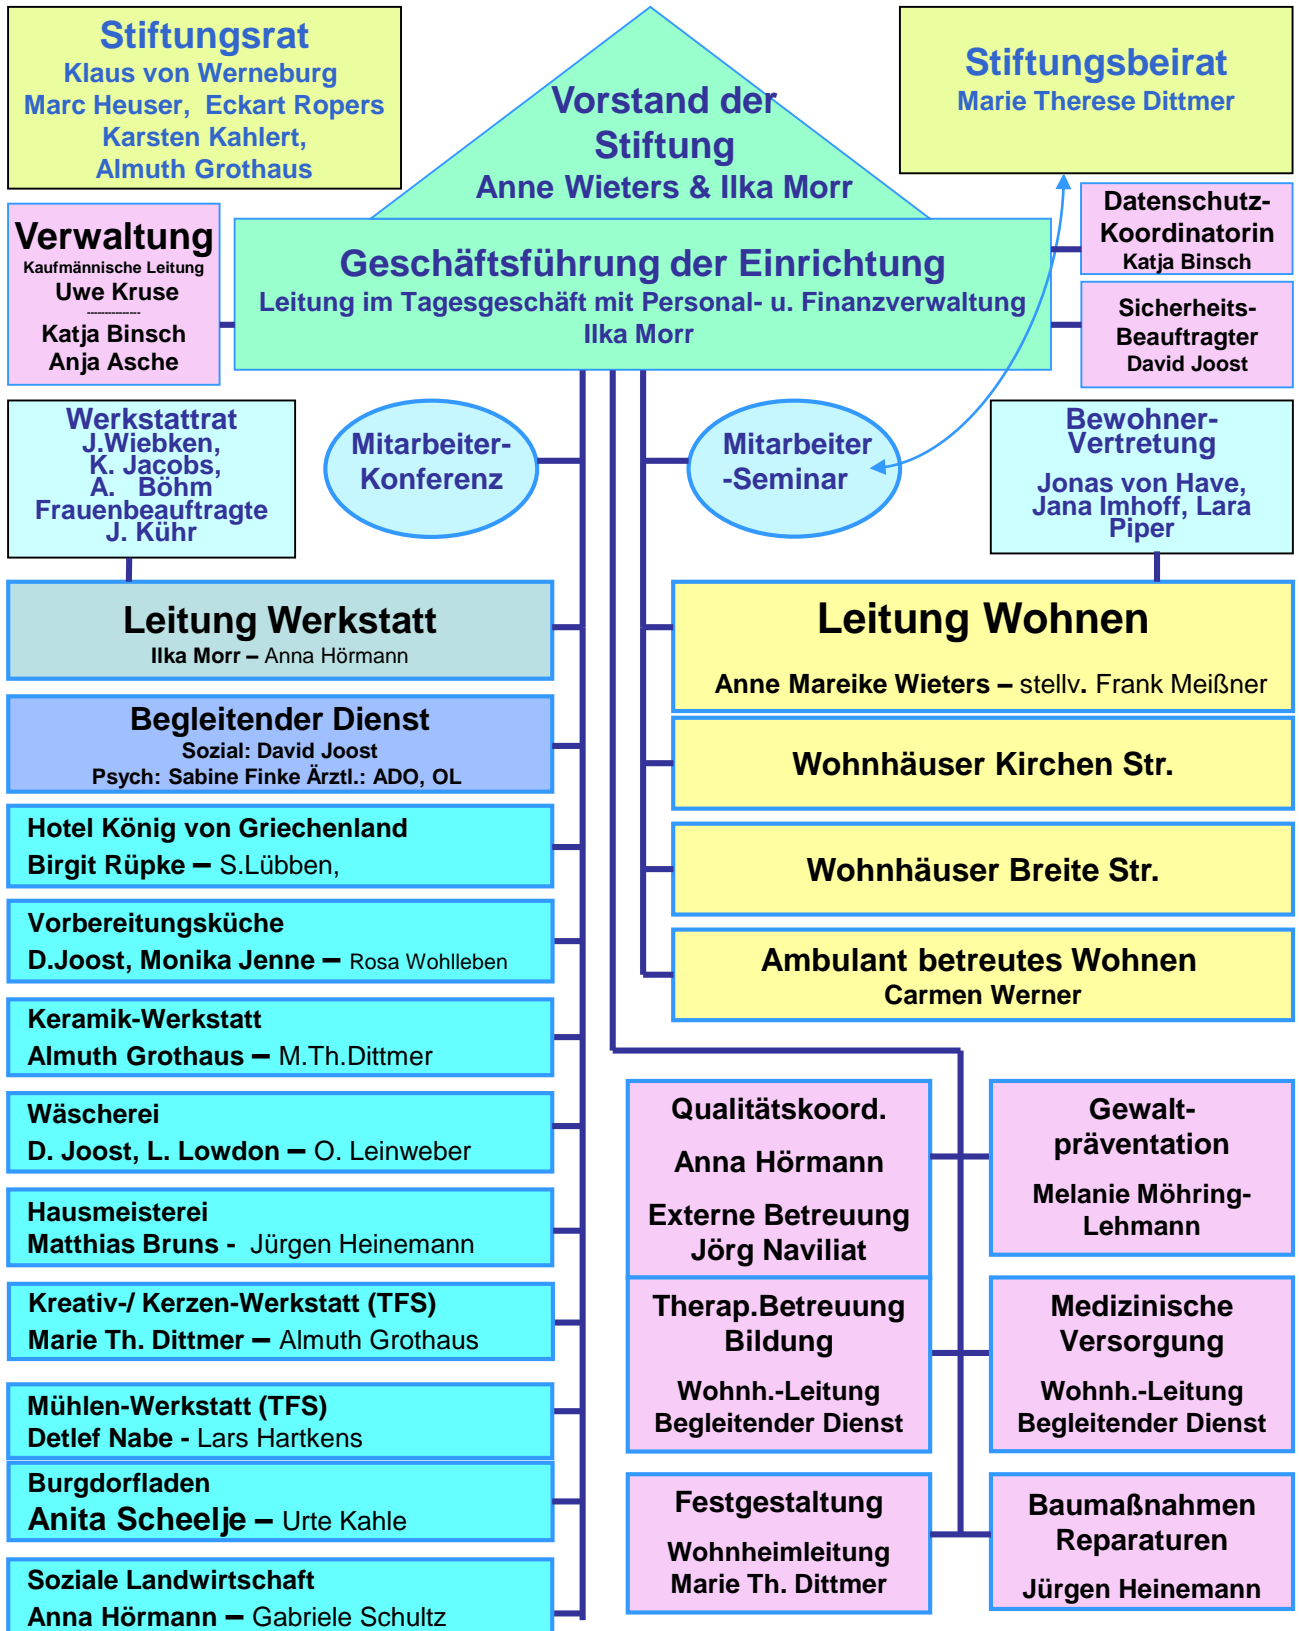 Stiftungsrat
Klaus von Werneburg
Marc Heuser,  Eckart Ropers
Karsten Kahlert,
Almuth Grothaus
Vorstand der
Stiftung
Anne Wieters & Ilka Morr
Stiftungsbeirat
Marie Therese Dittmer
Verwaltung
Kaufmännische Leitung
Uwe Kruse
---------------
Katja Binsch
Anja Asche
Geschäftsführung der Einrichtung
Leitung im Tagesgeschäft mit Personal- u. Finanzverwaltung
Ilka Morr
Datenschutz-
Koordinatorin
Katja Binsch
Sicherheits-
Beauftragter
David Joost
Werkstattrat
J.Wiebken,
K. Jacobs,
A.   Böhm
Frauenbeauftragte
J. Kühr
Mitarbeiter-
Konferenz
Mitarbeiter
-Seminar
Bewohner-
Vertretung
Jonas von Have,
Jana Imhoff, Lara
Piper
Leitung Werkstatt
Ilka Morr – Anna Hörmann
Leitung Wohnen
Anne Mareike Wieters – stellv. Frank Meißner
Begleitender Dienst
Sozial: David Joost
Psych: Sabine Finke Ärztl.: ADO, OL
Wohnhäuser Kirchen Str.
Hotel König von Griechenland
Birgit Rüpke – S.Lübben,
Wohnhäuser Breite Str.
Vorbereitungsküche
D.Joost, Monika Jenne – Rosa Wohlleben
Ambulant betreutes Wohnen
Carmen Werner
Keramik-Werkstatt
Almuth Grothaus – M.Th.Dittmer
Wäscherei
D. Joost, L. Lowdon – O. Leinweber
Hausmeisterei
Matthias Bruns -  Jürgen Heinemann
Kreativ-/ Kerzen-Werkstatt (TFS)
Marie Th. Dittmer – Almuth Grothaus
Mühlen-Werkstatt (TFS)
Detlef Nabe - Lars Hartkens
Burgdorfladen
Anita Scheelje – Urte Kahle
Soziale Landwirtschaft
Anna Hörmann – Gabriele Schultz
Qualitätskoord.
Anna Hörmann
Externe Betreuung
Jörg Naviliat
Gewalt-
präventation
Melanie Möhring-
Lehmann
Therap.Betreuung
Bildung
Wohnh.-Leitung
Begleitender Dienst
Medizinische
Versorgung
Wohnh.-Leitung
Begleitender Dienst
Festgestaltung
Wohnheimleitung
Marie Th. Dittmer
Baumaßnahmen
Reparaturen
Jürgen Heinemann